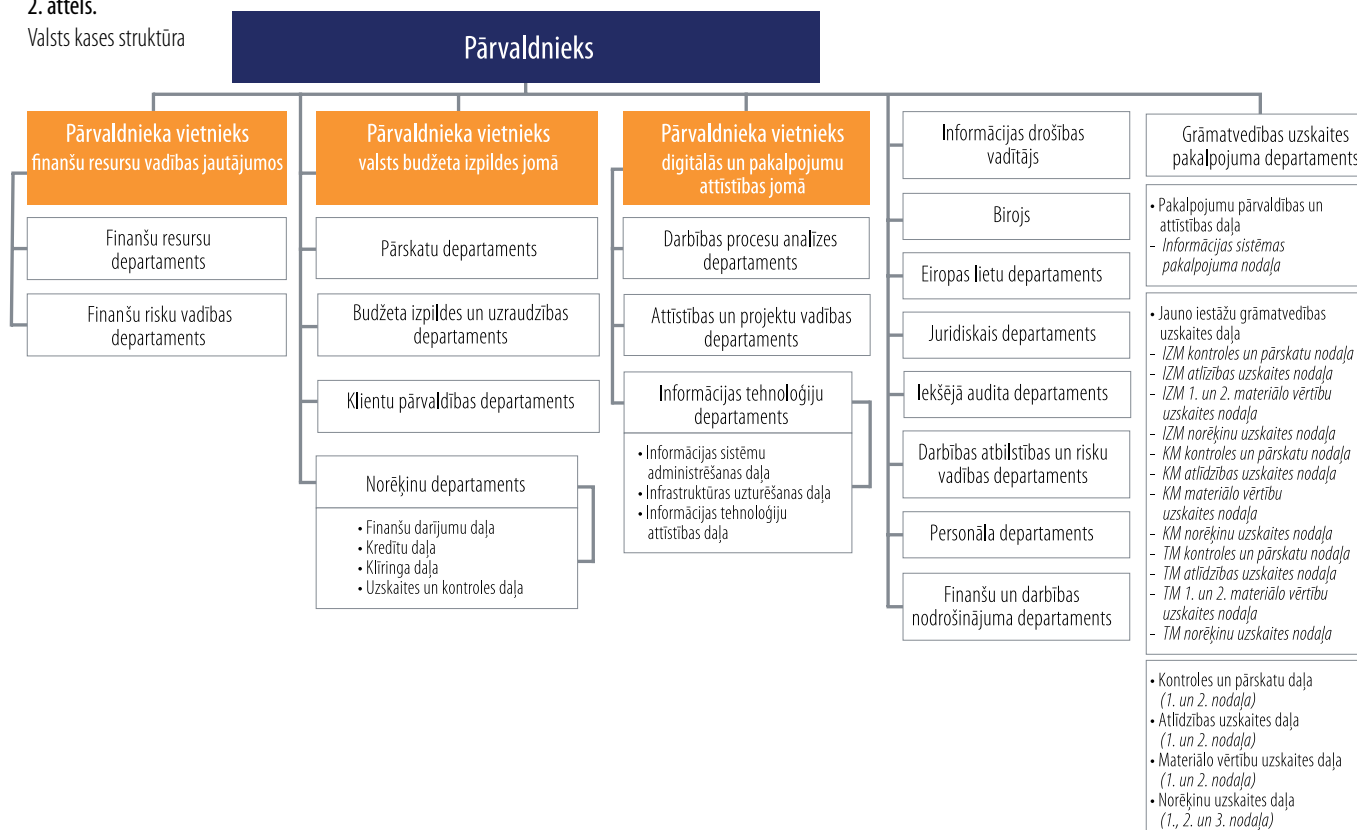 2. attēls.
Valsts kases struktūra
Pārvaldnieks
Pārvaldnieka vietnieks
finanšu resursu vadības jautājumos
Finanšu resursu
departaments
Finanšu risku vadības
departaments
Pārvaldnieka vietnieks
valsts budžeta izpildes jomā
Pārskatu departaments
Budžeta izpildes un uzraudzības
departaments
Klientu pārvaldības departaments
Norēķinu departaments
• Finanšu darījumu daļa
• Kredītu daļa
• Klīringa daļa
• Uzskaites un kontroles daļa
Pārvaldnieka vietnieks
digitālās un pakalpojumu
attīstības jomā
Darbības procesu analīzes
departaments
Attīstības un projektu vadības
departaments
Informācijas tehnoloģiju
departaments
• Informācijas sistēmu
administrēšanas daļa
• Infrastruktūras uzturēšanas daļa
• Informācijas tehnoloģiju
attīstības daļa
Informācijas drošības
vadītājs
Birojs
Eiropas lietu departaments
Juridiskais departaments
Iekšējā audita departaments
Darbības atbilstības un risku
vadības departaments
Personāla departaments
Finanšu un darbības
nodrošinājuma departaments
Grāmatvedības uzskaites
pakalpojuma departaments
• Pakalpojumu pārvaldības un
attīstības daļa
- Informācijas sistēmas
pakalpojuma nodaļa
• Jauno iestāžu grāmatvedības
uzskaites daļa
- IZM kontroles un pārskatu nodaļa
- IZM atlīzības uzskaites nodaļa
- IZM 1. un 2. materiālo vērtību
uzskaites nodaļa
- IZM norēķinu uzskaites nodaļa
- KM kontroles un pārskatu nodaļa
- KM atlīdzības uzskaites nodaļa
- KM materiālo vērtību
uzskaites nodaļa
- KM norēķinu uzskaites nodaļa
- TM kontroles un pārskatu nodaļa
- TM atlīdzības uzskaites nodaļa
- TM 1. un 2. materiālo vērtību
uzskaites nodaļa
- TM norēķinu uzskaites nodaļa
• Kontroles un pārskatu daļa
(1. un 2. nodaļa)
• Atlīdzības uzskaites daļa
(1. un 2. nodaļa)
• Materiālo vērtību uzskaites daļa
(1. un 2. nodaļa)
• Norēķinu uzskaites daļa
(1., 2. un 3. nodaļa)